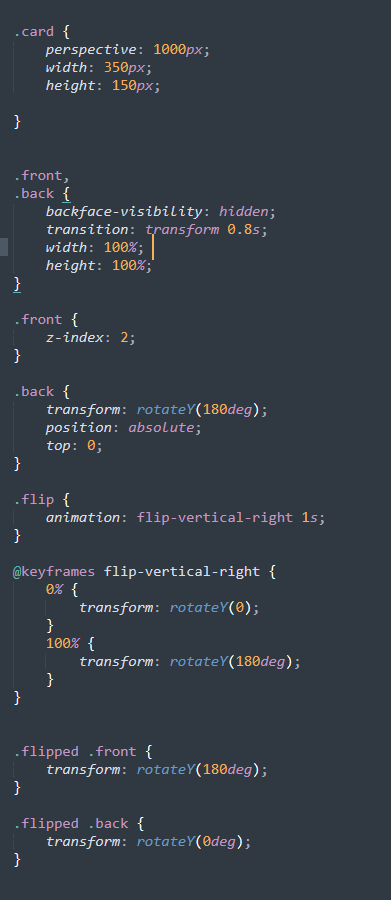 .card {
    perspective: 1000px;
    width: 350px;
    height: 150px;
}
.front,
.back {
    backface-visibility: hidden;
    transition: transform 0.8s;
    width: 100%;
    height: 100%;
}
.front {
    z-index: 2;
}
.back {
    transform: rotateY(180deg);
    position: absolute;
    top: 0;
}
.flip {
    animation: flip-vertical-right 1s;
}
@keyframes flip-vertical-right {
    0% {
        transform: rotateY(0);
    }
    100% {
        transform: rotateY(180deg);
    }
}
.flipped .front {
    transform: rotateY(180deg);
}
.flipped .back {
    transform: rotateY(0deg);
}